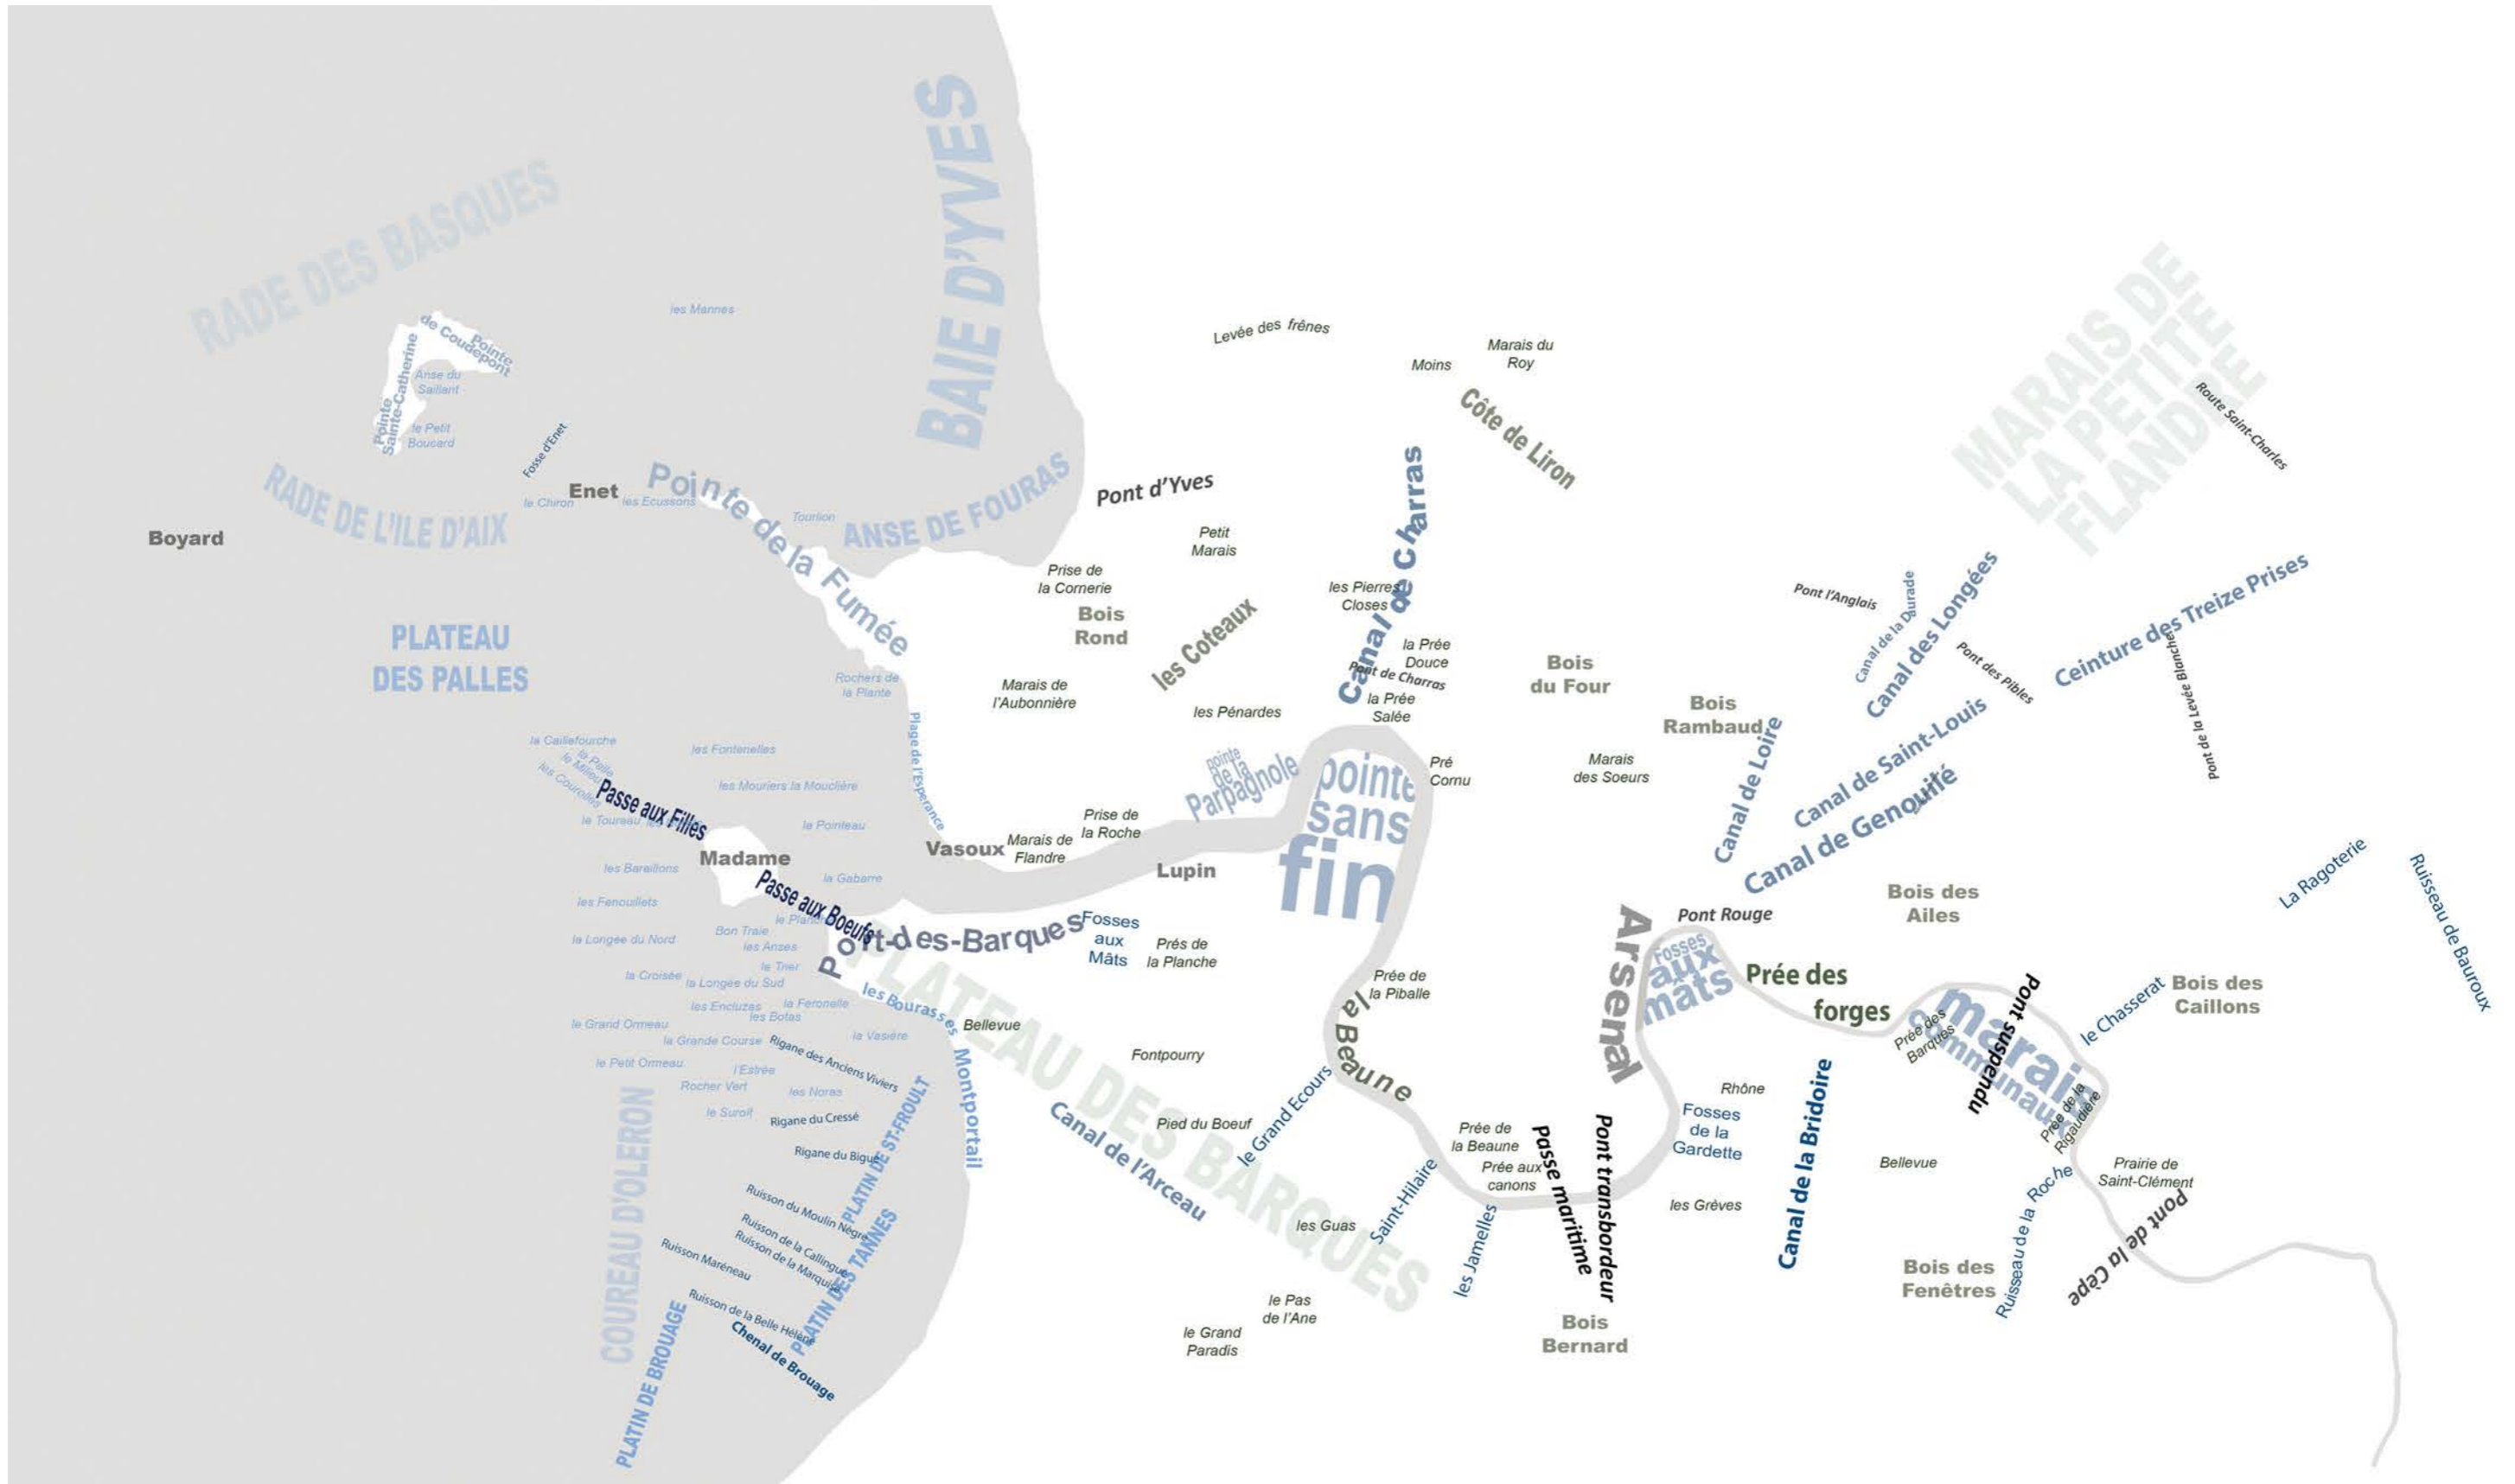 RADE DES BASQUES
BAIE D'YVES
les Mannes
Pointe
de Coudepont
Anse du
Saillant
Pointe
Sainte-Catherine
le Petit
Boucard
Fosse d'Enet
RADE DE L'ILE D'AIX
le Chiron
Enet
les Ecussons
Pointe de la Fumée
Tourlion
ANSE DE FOURAS
Boyard
PLATEAU
DES PALLES
Rochers de
la Plante
Plage de l'Esperance
la Caillefourche
la Palle
le Milieu
les Courolles
les Fontenelles
les Mouriers la Mouclière
Passe aux Filles
le Toureau
la Pointeau
Madame
les Baraillons
la Gabarre
Passe aux Boeufs
les Fenouillets
Bon Traie
les Anses
la Longée du Nord
le Trier
la Croisée
la Longée du Sud
les Encluzes
la Feronelle
les Botas
le Grand Ormeau
la Grande Course
la Vasière
le Petit Ormeau
l'Estrée
Rigane des Anciens Viviers
Rocher Vert
les Noras
le Suroit
Rigane du Cressé
Rigane du Bigue
PLATIN DE ST-FROULT
COUREAU D'OLERON
Ruisson du Moulin Nègre
Ruisson de la Callingue
Ruisson de la Marquise
Ruisson Maréneau
PLATIN DES TANNES
Ruisson de la Belle Hélène
Chenal de Brouage
PLATIN DE BROUAGE
Levée des frênes
Moins
Marais du
Roy
Côte de Liron
Pont d'Yves
Petit
Marais
Canal de Charras
Prise de
la Cornerie
Bois
Rond
les Coteaux
les Pierres
Closes
la Prée
Douce
Pont de Charras
la Prée
Salée
Marais de
l'Aubonnière
les Pénardes
pointe
de la
Parpagnole
pointe
sans
fin
Pré
Cornu
Prise de
la Roche
Vasoux
Marais de
Flandre
Lupin
Port-des-Barques
Fosses
aux
Mâts
Prés de
la Planche
PLATEAU DES BARQUES
les Bourasses
Montportail
Bellevue
Fontpourry
Prée de
la Piballe
la Beaune
Pied du Boeuf
le Grand Ecours
Canal de l'Arceau
les Guas
Saint-Hilaire
les Jamelles
le Pas
de l'Ane
le Grand
Paradis
Prée de
la Beaune
Prée aux
canons
Passe maritime
Pont transbordeur
Bois
Bernard
Bois
du Four
Bois
Rambaud
Marais
des Soeurs
MARAIS DE
LA PETITE
FLANDRE
Route Saint-Charles
Pont l'Anglais
Canal de la Durade
Canal des Longées
Pont des Pibles
Ceinture des Treize Prises
Pont de la Levée Blanche
Canal de Loire
Canal de Saint-Louis
Canal de Genouillé
Pont Rouge
Bois des
Ailes
Arsenal
Fosses
aux
mâts
Prée des
forges
marais
communaux
Prée des
Barques
Pont suspendu
le Chasserat
Bois des
Caillons
La Ragoterie
Ruisseau de Bauroux
Rhône
Fosses
de la
Gardette
les Grèves
Canal de la Bridoire
Bellevue
Prée de la
Rigaudière
Prairie de
Saint-Clément
Ruisseau de la Roche
Pont de la Cèpe
Bois des
Fenêtres